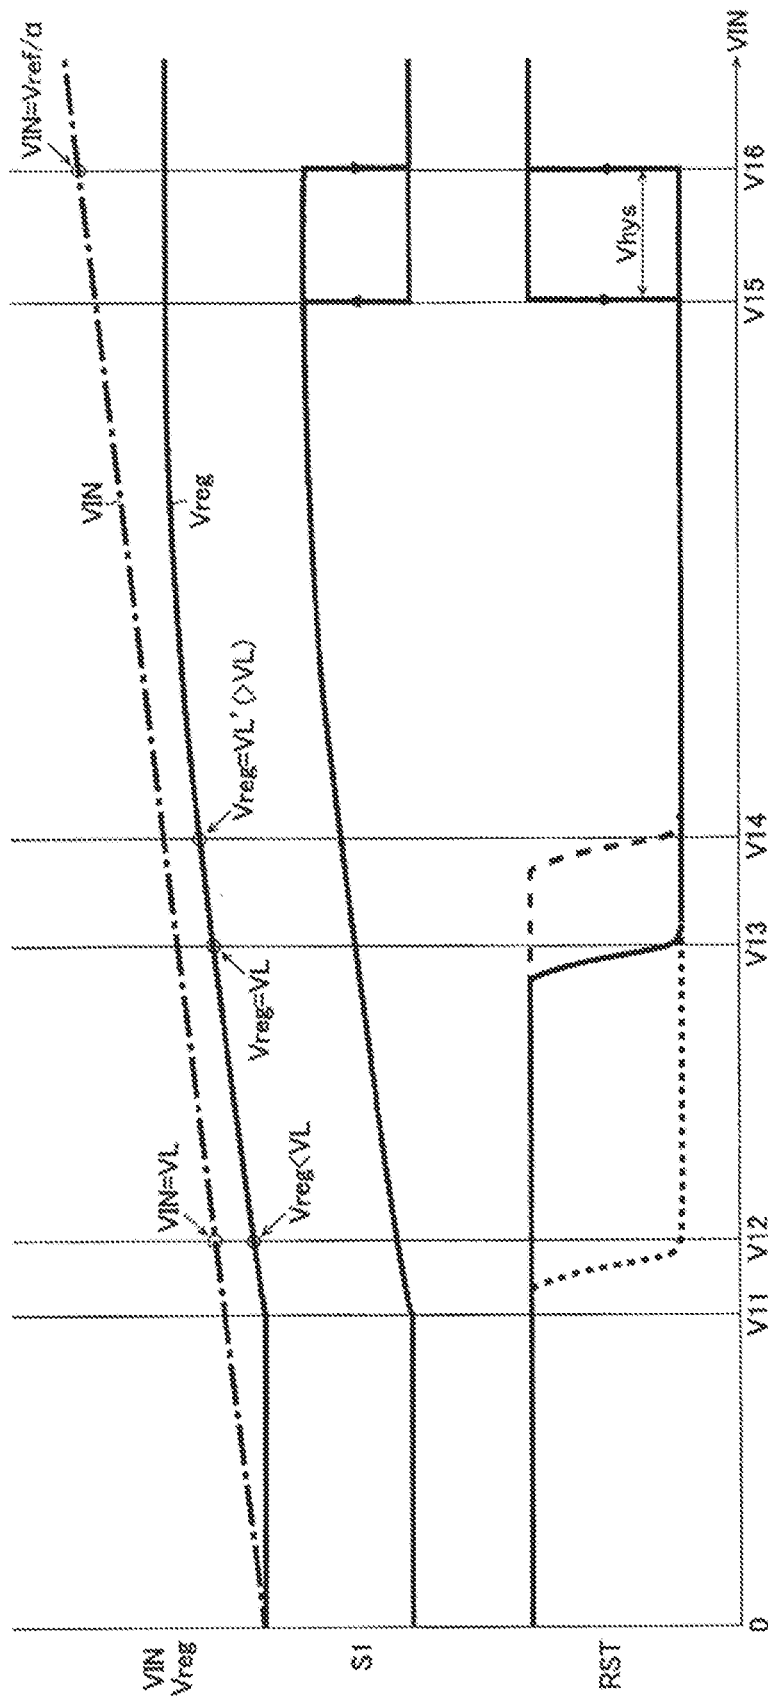 VIN=Vref/α
VIN
Vreg
VIN
Vreg
Vreg=VL' (>VL)
Vreg=VL
VIN=VL
Vreg<VL
S1
RST
Vhys
0
V11
V12
V13
V14
V15
V16
VIN